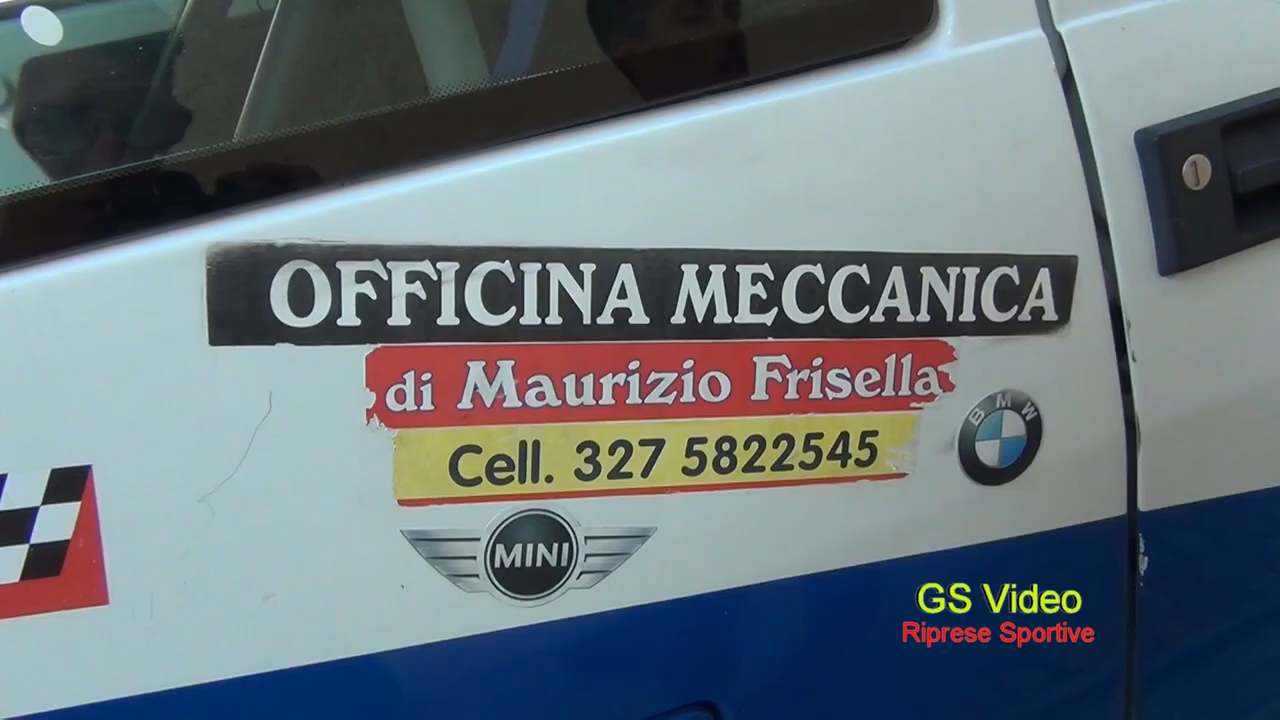 OFFICINA MECCANICA
di Maurizio Frisella
Cell. 327 5822545
BMW
MINI
GS Video
Riprese Sportive